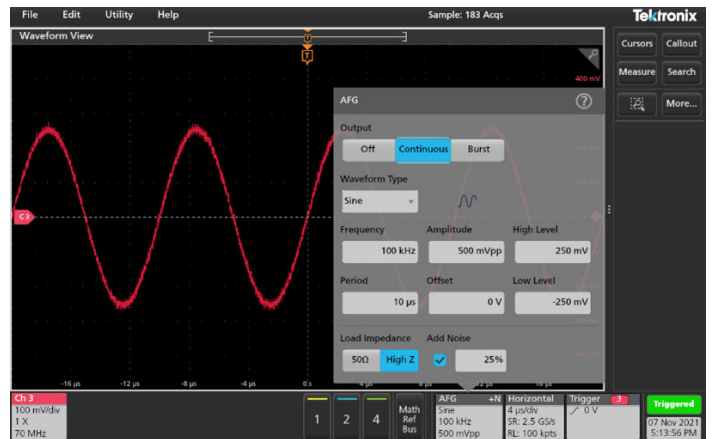 File Edit Utility Help Sample: 183 Acqs Tektronix
Waveform View
Cursors Callout
T
400 mV
Measure Search
More...
AFG
?
Output
Off Continuous Burst
Waveform Type
Sine
C3
Frequency Amplitude High Level
100 kHz 500 mVpp 250 mV
Period Offset Low Level
10 µs 0 V -250 mV
Load Impedance Add Noise
50Ω High Z 25%
-16 µs -12 µs -8 µs -4 µs 0 s
Ch 3
100 mV/div
1 X
70 MHz
1 2 4
Math
Ref
Bus
AFG +N
Sine
100 kHz
500 mVpp
Horizontal
4 µs/div
SR: 2.5 GS/s
RL: 100 kpts
Trigger 3
0 V
Triggered
07 Nov 2021
5:13:56 PM